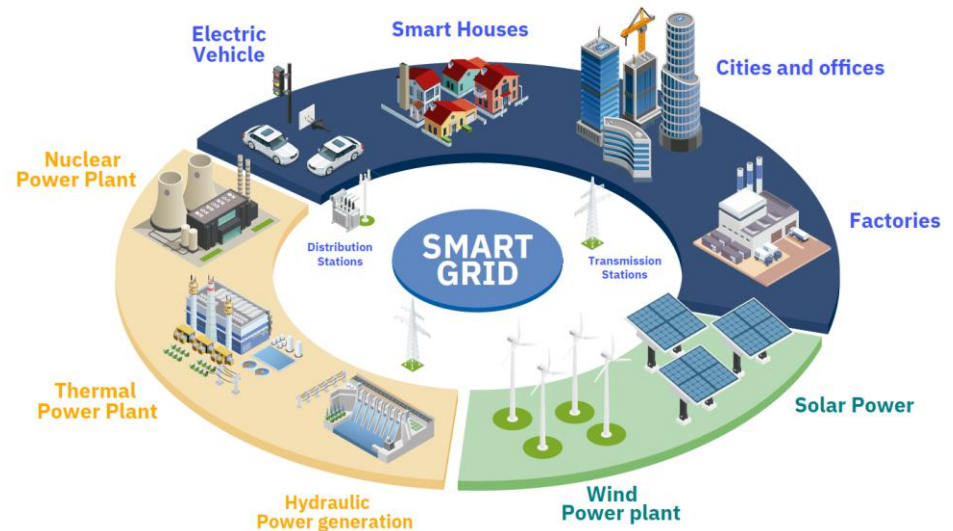 Electric
Vehicle
Smart Houses
Cities and offices
Nuclear
Power Plant
Distribution
Stations
SMART
GRID
Transmission
Stations
Factories
Thermal
Power Plant
Solar Power
Hydraulic
Power generation
Wind
Power plant